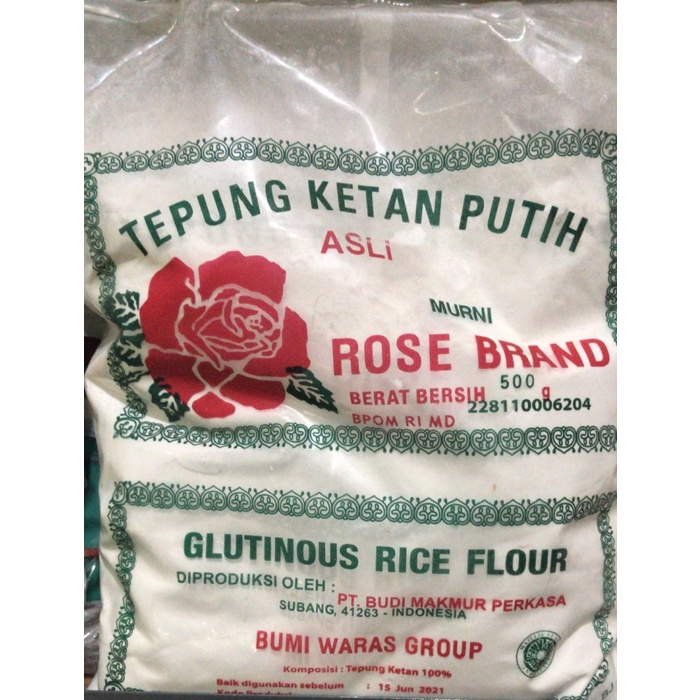 TEPUNG KETAN PUTIH
ASLi
MURNI
ROSE BRAND
BERAT BERSIH 500 g
BPOM RI MD 228110006204
GLUTINOUS RICE FLOUR
DIPRODUKSI OLEH :
PT. BUDI MAKMUR PERKASA
SUBANG, 41263 - INDONESIA
BUMI WARAS GROUP
Komposisi : Tepung Ketan 100%
Baik digunakan sebelum : 15 Jun 2021